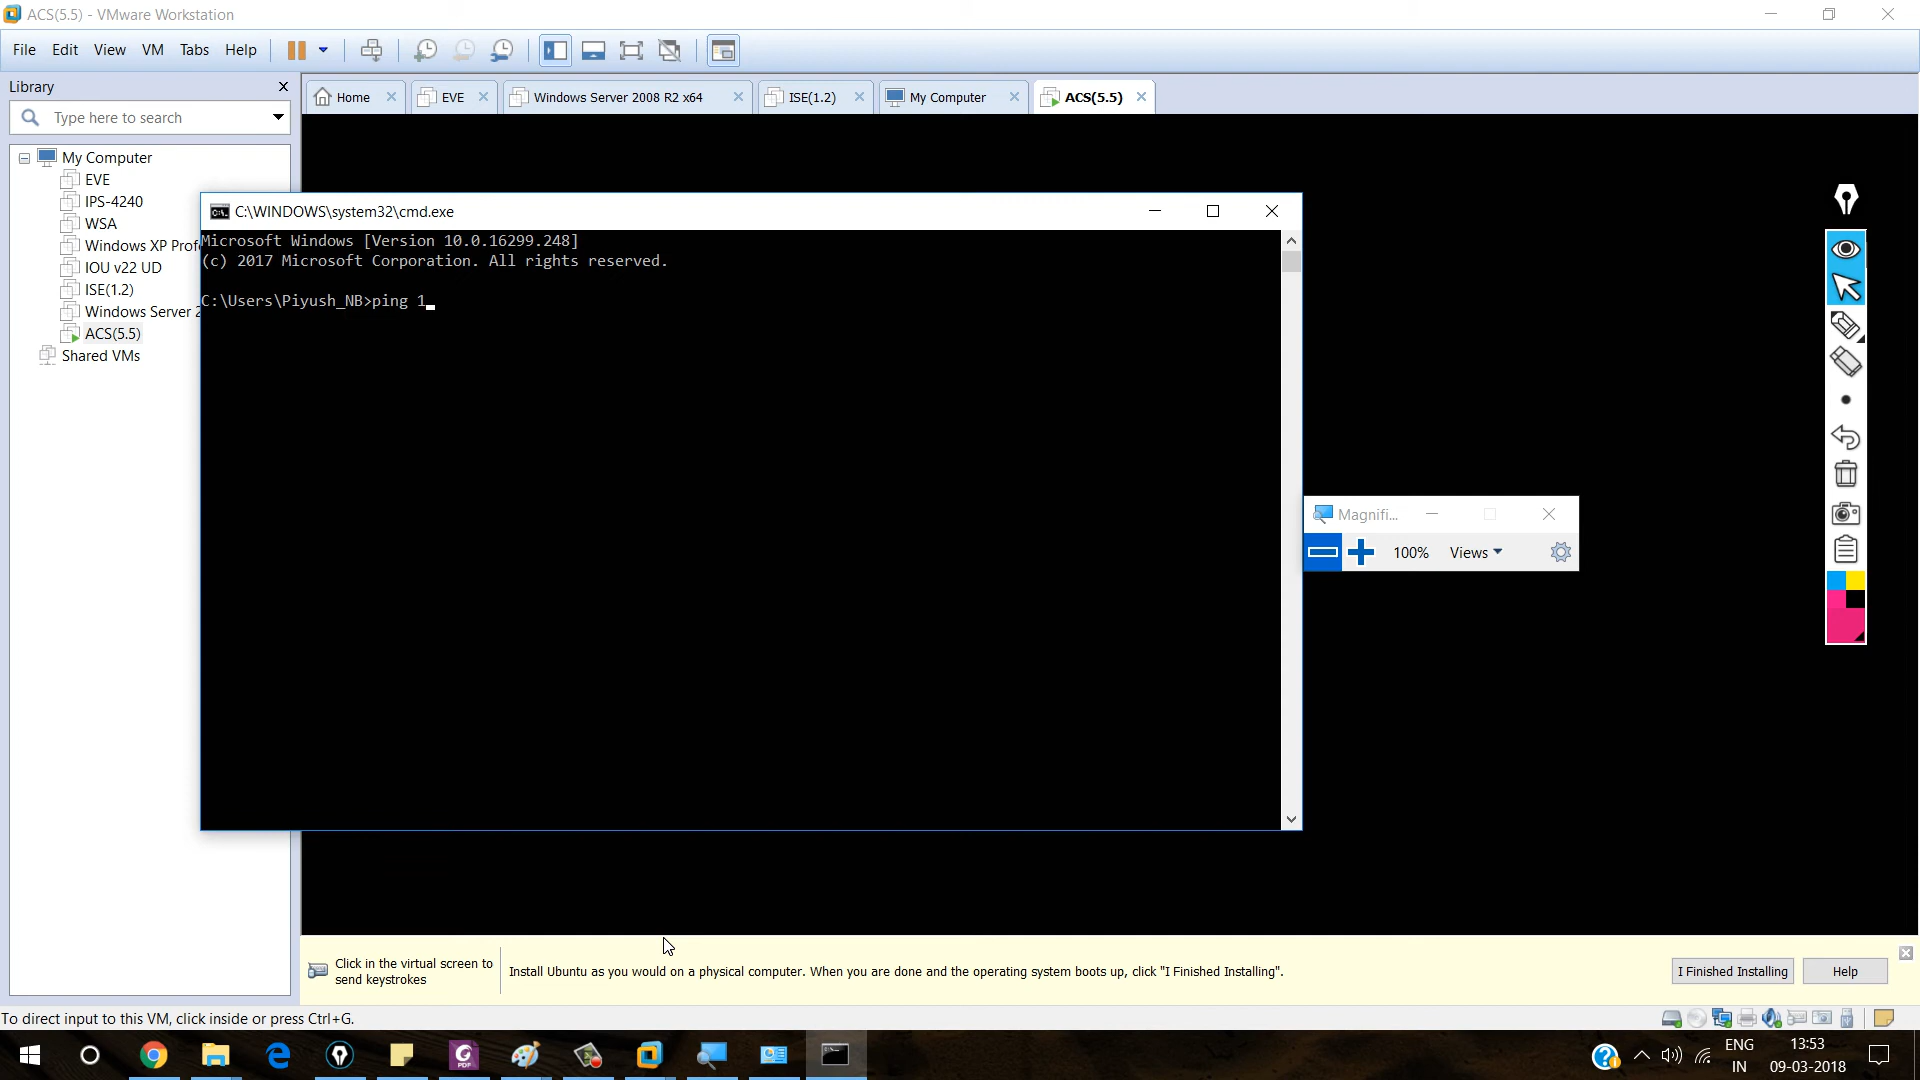 ACS(5.5) - VMware Workstation
File Edit View VM Tabs Help
Library
Type here to search
My Computer
EVE
IPS-4240
WSA
Windows XP Prof
IOU v22 UD
ISE(1.2)
Windows Server 2
ACS(5.5)
Shared VMs
Home
EVE
Windows Server 2008 R2 x64
ISE(1.2)
My Computer
ACS(5.5)
C:\WINDOWS\system32\cmd.exe
Microsoft Windows [Version 10.0.16299.248]
(c) 2017 Microsoft Corporation. All rights reserved.
C:\Users\Piyush_NB>ping 1
Magnifi...
100% Views
Click in the virtual screen to
send keystrokes
Install Ubuntu as you would on a physical computer. When you are done and the operating system boots up, click "I Finished Installing".
I Finished Installing
Help
To direct input to this VM, click inside or press Ctrl+G.
PDF
ENG
IN
13:53
09-03-2018